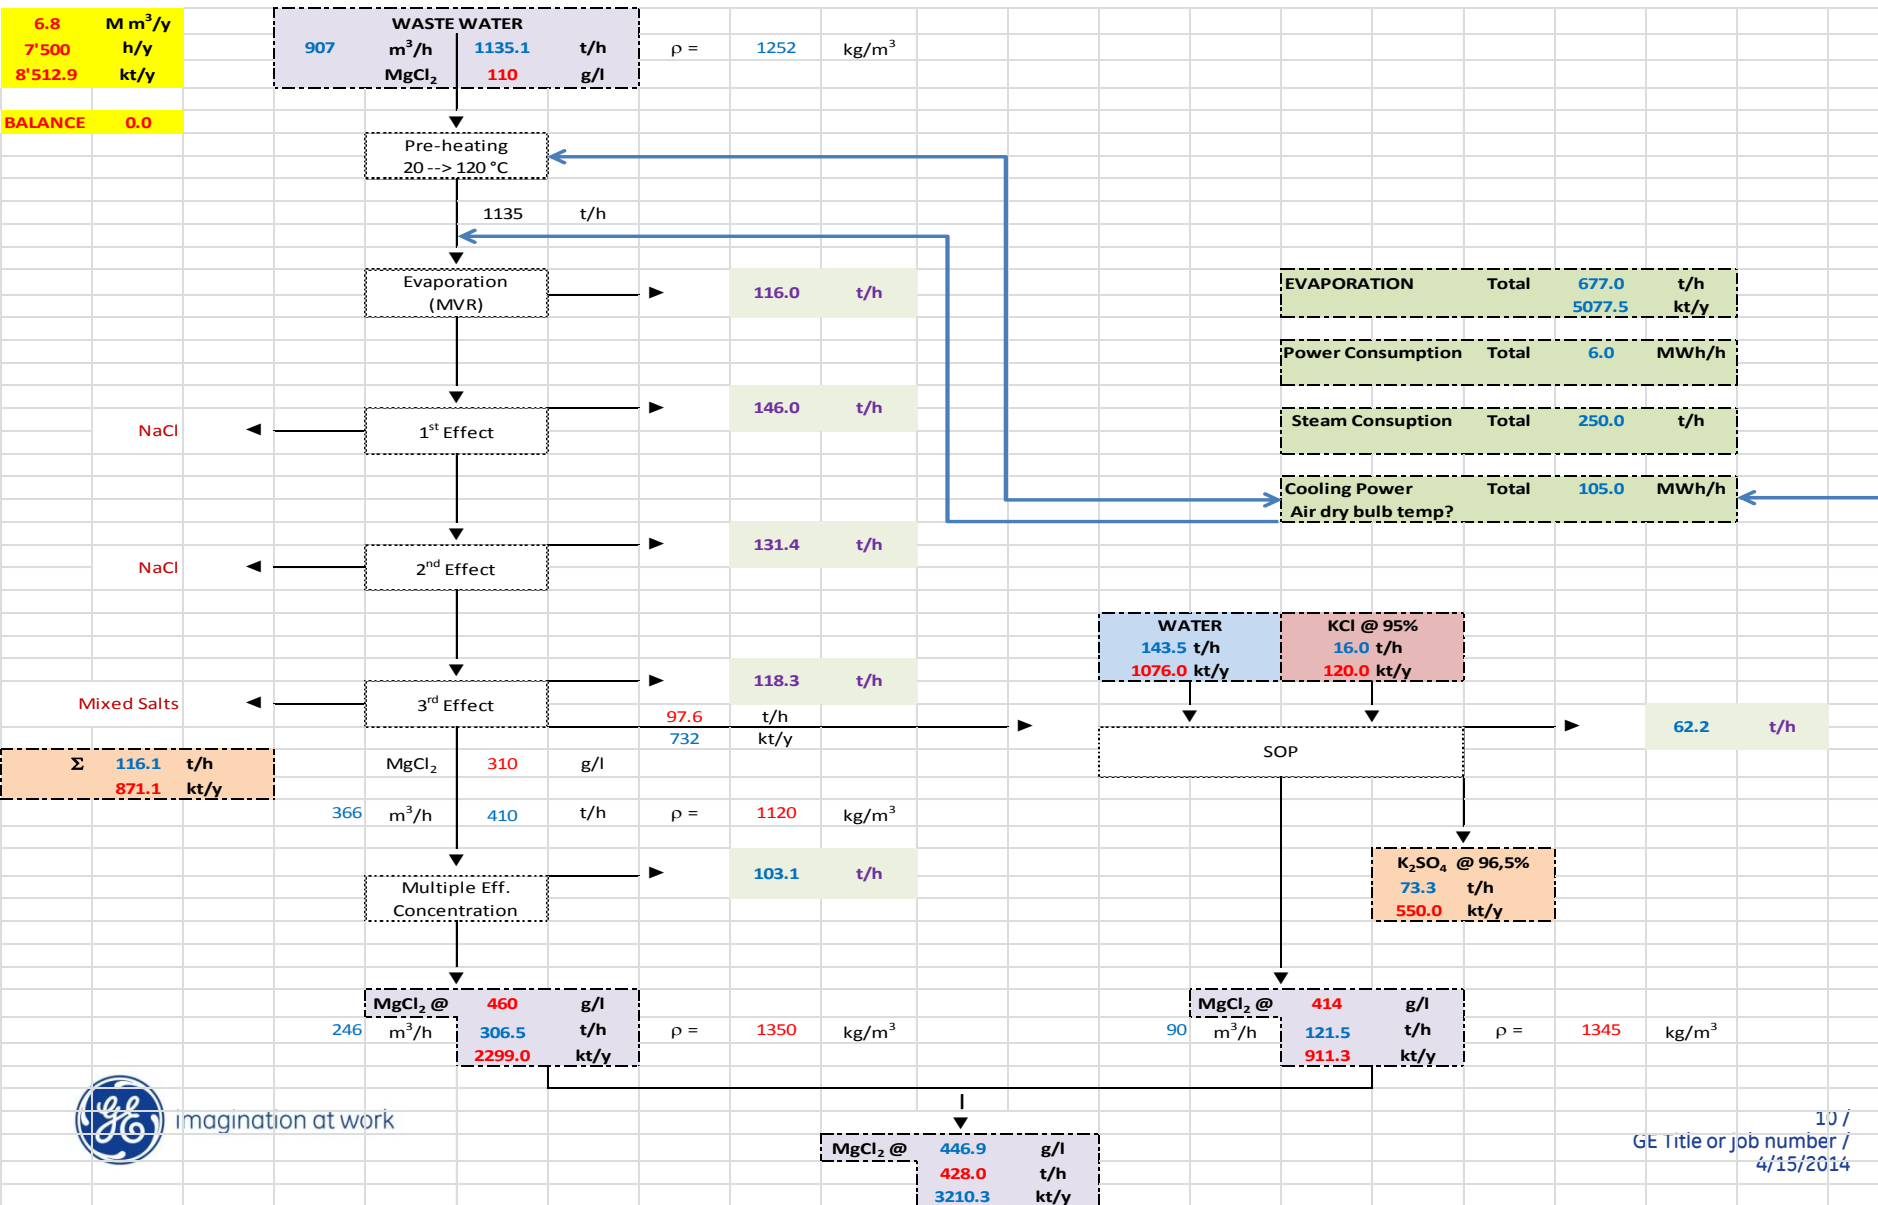 6.8 M m³/y
7'500 h/y
8'512.9 kt/y
BALANCE 0.0
WASTE WATER
907 m³/h 1135.1 t/h ρ = 1252 kg/m³
MgCl₂ 110 g/l
Pre-heating
20 --> 120 °C
1135 t/h
Evaporation
(MVR)
116.0 t/h
EVAPORATION Total 677.0 t/h
5077.5 kt/y
Power Consumption Total 6.0 MWh/h
146.0 t/h
NaCl
1st Effect
Steam Consuption Total 250.0 t/h
Cooling Power Total 105.0 MWh/h
Air dry bulb temp?
131.4 t/h
NaCl
2nd Effect
WATER
143.5 t/h
1076.0 kt/y
KCl @ 95%
16.0 t/h
120.0 kt/y
118.3 t/h
Mixed Salts
3rd Effect
97.6 t/h
732 kt/y
SOP
62.2 t/h
Σ 116.1 t/h
871.1 kt/y
MgCl₂ 310 g/l
366 m³/h 410 t/h ρ = 1120 kg/m³
Multiple Eff.
Concentration
103.1 t/h
K₂SO₄ @ 96,5%
73.3 t/h
550.0 kt/y
MgCl₂ @ 460 g/l
246 m³/h 306.5 t/h ρ = 1350 kg/m³
2299.0 kt/y
MgCl₂ @ 414 g/l
90 m³/h 121.5 t/h ρ = 1345 kg/m³
911.3 kt/y
GE imagination at work
MgCl₂ @ 446.9 g/l
428.0 t/h
3210.3 kt/y
10 /
GE Title or job number /
4/15/2014